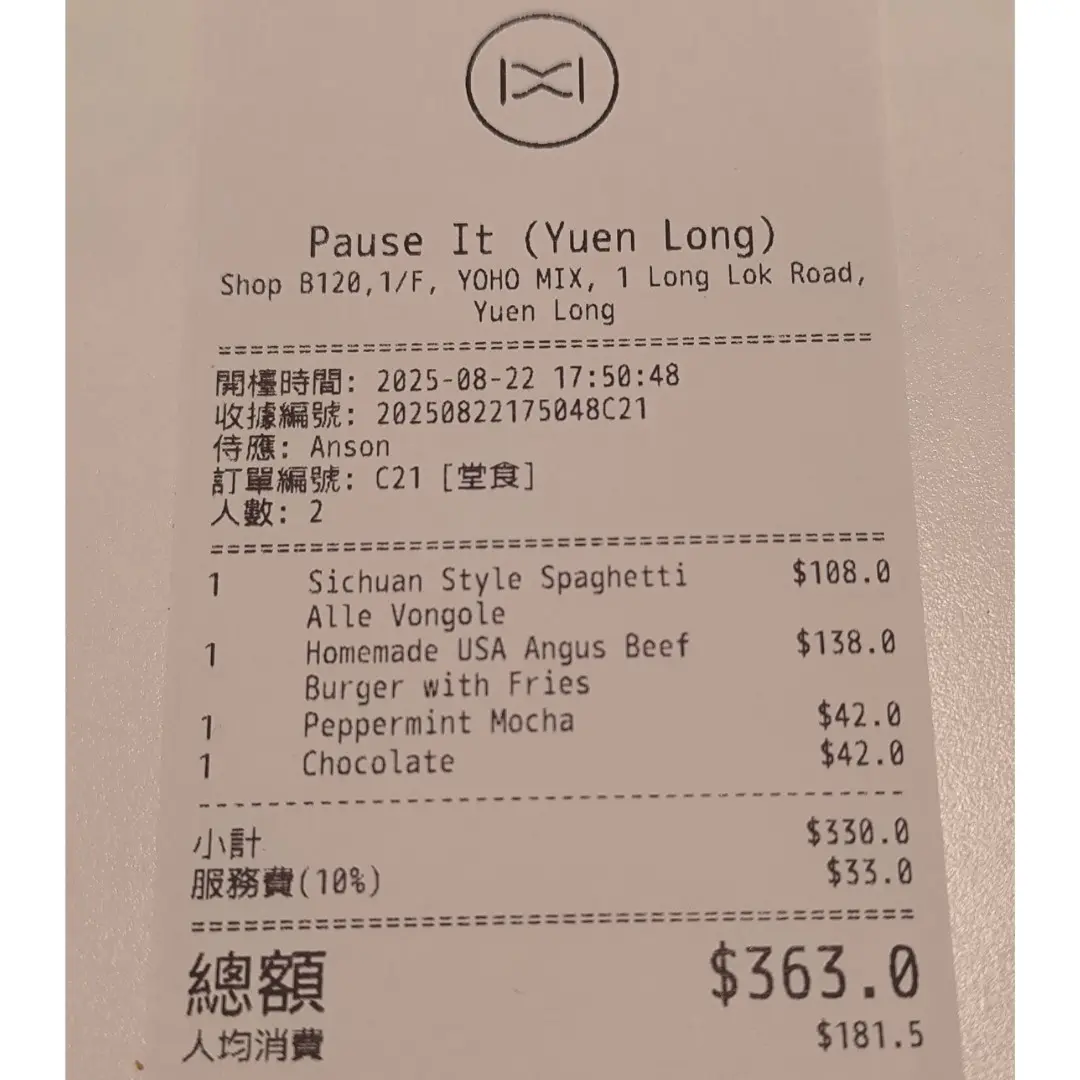 Pause It (Yuen Long)
Shop B120,1/F, YOHO MIX, 1 Long Lok Road,
Yuen Long
開檯時間: 2025-08-22 17:50:48
收據編號: 20250822175048C21
侍應: Anson
訂單編號: C21 [堂食]
人數: 2
1 Sichuan Style Spaghetti $108.0
Alle Vongole
1 Homemade USA Angus Beef $138.0
Burger with Fries
1 Peppermint Mocha $42.0
1 Chocolate $42.0
小計 $330.0
服務費(10%) $33.0
總額 $363.0
人均消費 $181.5